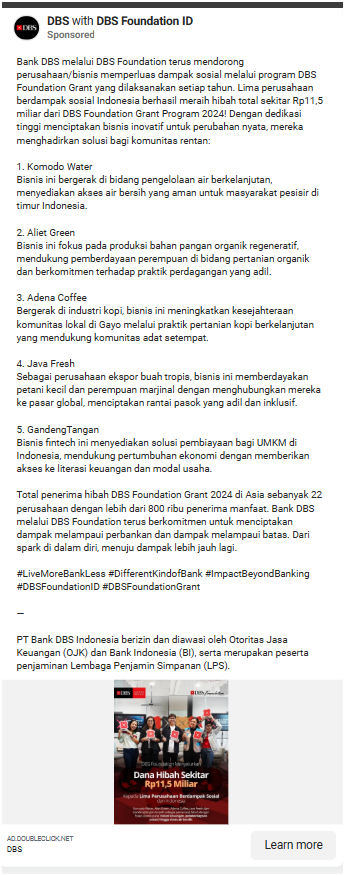 DBS with DBS Foundation ID
Sponsored
Bank DBS melalui DBS Foundation terus mendorong
perusahaan/bisnis memperluas dampak sosial melalui program DBS
Foundation Grant yang dilaksanakan setiap tahun. Lima perusahaan
berdampak sosial Indonesia berhasil meraih hibah total sekitar Rp11,5
miliar dari DBS Foundation Grant Program 2024! Dengan dedikasi
tinggi menciptakan bisnis inovatif untuk perubahan nyata, mereka
menghadirkan solusi bagi komunitas rentan:
1. Komodo Water
Bisnis ini bergerak di bidang pengelolaan air berkelanjutan,
menyediakan akses air bersih yang aman untuk masyarakat pesisir di
timur Indonesia.
2. Aliet Green
Bisnis ini fokus pada produksi bahan pangan organik regeneratif,
mendukung pemberdayaan perempuan di bidang pertanian organik
dan berkomitmen terhadap praktik perdagangan yang adil.
3. Adena Coffee
Bergerak di industri kopi, bisnis ini meningkatkan kesejahteraan
komunitas lokal di Gayo melalui praktik pertanian kopi berkelanjutan
yang mendukung komunitas adat setempat.
4. Java Fresh
Sebagai perusahaan ekspor buah tropis, bisnis ini memberdayakan
petani kecil dan perempuan marjinal dengan menghubungkan mereka
ke pasar global, menciptakan rantai pasok yang adil dan inklusif.
5. GandengTangan
Bisnis fintech ini menyediakan solusi pembiayaan bagi UMKM di
Indonesia, mendukung pertumbuhan ekonomi dengan memberikan
akses ke literasi keuangan dan modal usaha.
Total penerima hibah DBS Foundation Grant 2024 di Asia sebanyak 22
perusahaan dengan lebih dari 800 ribu penerima manfaat. Bank DBS
melalui DBS Foundation terus berkomitmen untuk menciptakan
dampak melampaui perbankan dan dampak melampaui batas. Dari
spark di dalam diri, menuju dampak lebih jauh lagi.
#LiveMoreBankLess #DifferentKindofBank #ImpactBeyondBanking
#DBSFoundationID #DBSFoundationGrant
—
PT Bank DBS Indonesia berizin dan diawasi oleh Otoritas Jasa
Keuangan (OJK) dan Bank Indonesia (BI), serta merupakan peserta
penjaminan Lembaga Penjamin Simpanan (LPS).
DBS
DBS Foundation
DBS Foundation Menyalurkan
Dana Hibah Sekitar
Rp11,5 Miliar
kepada Lima Perusahaan Berdampak Sosial
dari Indonesia
AD.DOUBLECLICK.NET
DBS
Learn more